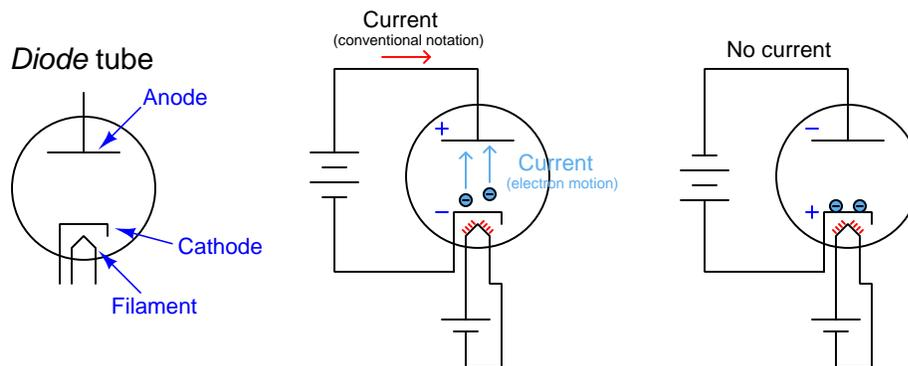 Diode tube
Anode
Cathode
Filament
Current
(conventional notation)
+
Current
(electron motion)
−
No current
−
+